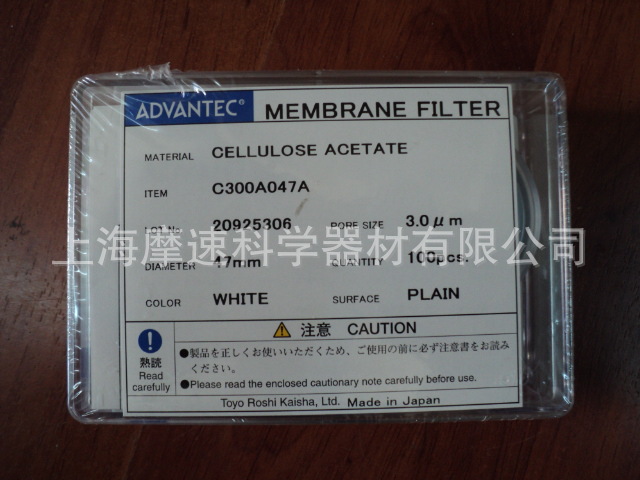 ADVANTEC® MEMBRANE FILTER
MATERIAL CELLULOSE ACETATE
ITEM C300A047A
LOT No 20925306 PORE SIZE 3.0μm
上海摩速科学器材有限公司
DIAMETER 47mm QUANTITY 100pcs.
COLOR WHITE SURFACE PLAIN
注意 CAUTION
熟読
Read
carefully
●製品を正しくお使いいただくため、ご使用の前に必ず注意書をお読み
ください。
●Please read the enclosed cautionary note carefully before use.
Toyo Roshi Kaisha, Ltd. Made in Japan